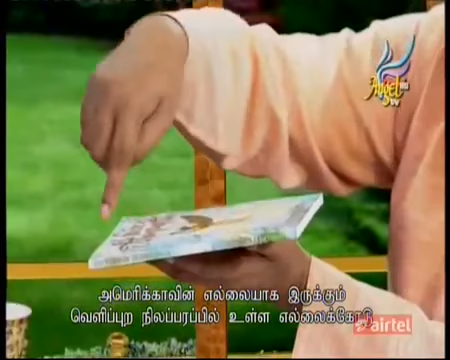 Angel TV
அமெரிக்காவின் எல்லையாக இருக்கும்
வெளிப்புற நிலப்பரப்பில் உள்ள எல்லைக்கோடு
airtel